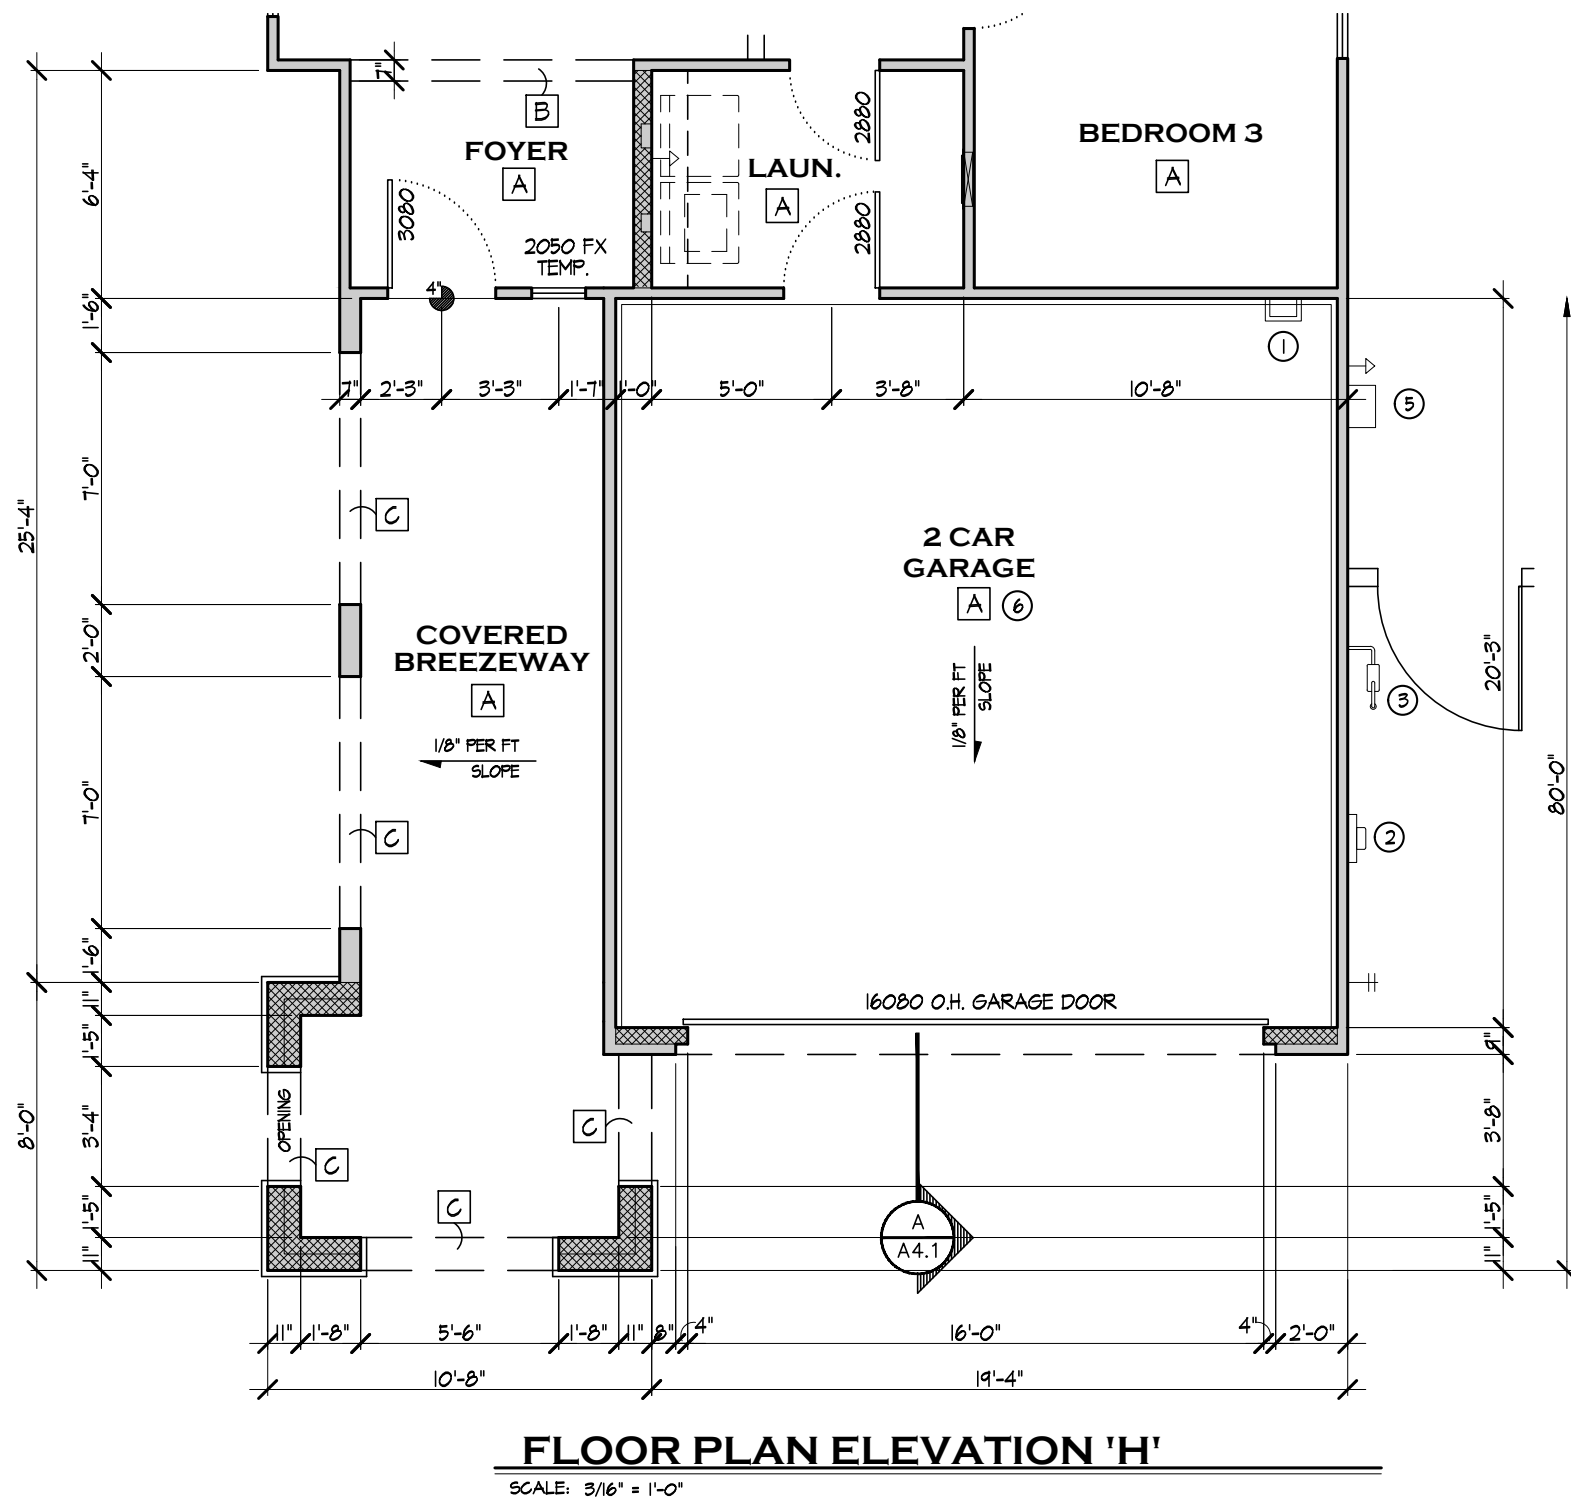 7"
B
FOYER
A
3080
2050 FX
TEMP.
4"
LAUN.
A
2880
2880
BEDROOM 3
A
6'-4"
1'-6"
7'-0"
2'-0"
7'-0"
1'-6"
11"
1'-5"
3'-4"
1'-5"
11"
25'-4"
8'-0"
7"
2'-3"
3'-3"
1'-7"
1'-0"
5'-0"
3'-8"
10'-8"
1
5
C
2 CAR
GARAGE
A
6
COVERED
BREEZEWAY
A
1/8" PER FT
SLOPE
1/8" PER FT
SLOPE
3
20'-3"
80'-0"
C
2
16080 O.H. GARAGE DOOR
9"
3'-8"
1'-5"
11"
OPENING
C
C
C
A
A4.1
11"
1'-8"
5'-6"
1'-8"
11"
8"
4"
16'-0"
4"
2'-0"
10'-8"
19'-4"
FLOOR PLAN ELEVATION 'H'
SCALE: 3/16" = 1'-0"